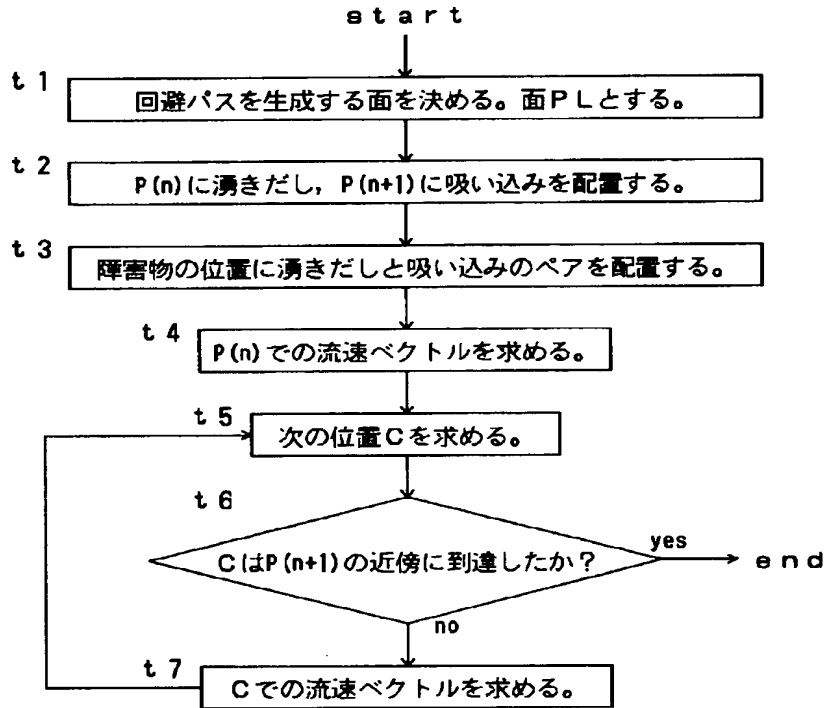 start
t1
回避パスを生成する面を決める。面PLとする。
t2
P(n)に湧きだし，P(n+1)に吸い込みを配置する。
t3
障害物の位置に湧きだしと吸い込みのペアを配置する。
t4
P(n)での流速ベクトルを求める。
t5
次の位置Cを求める。
t6
CはP(n+1)の近傍に到達したか？
yes
end
no
t7
Cでの流速ベクトルを求める。